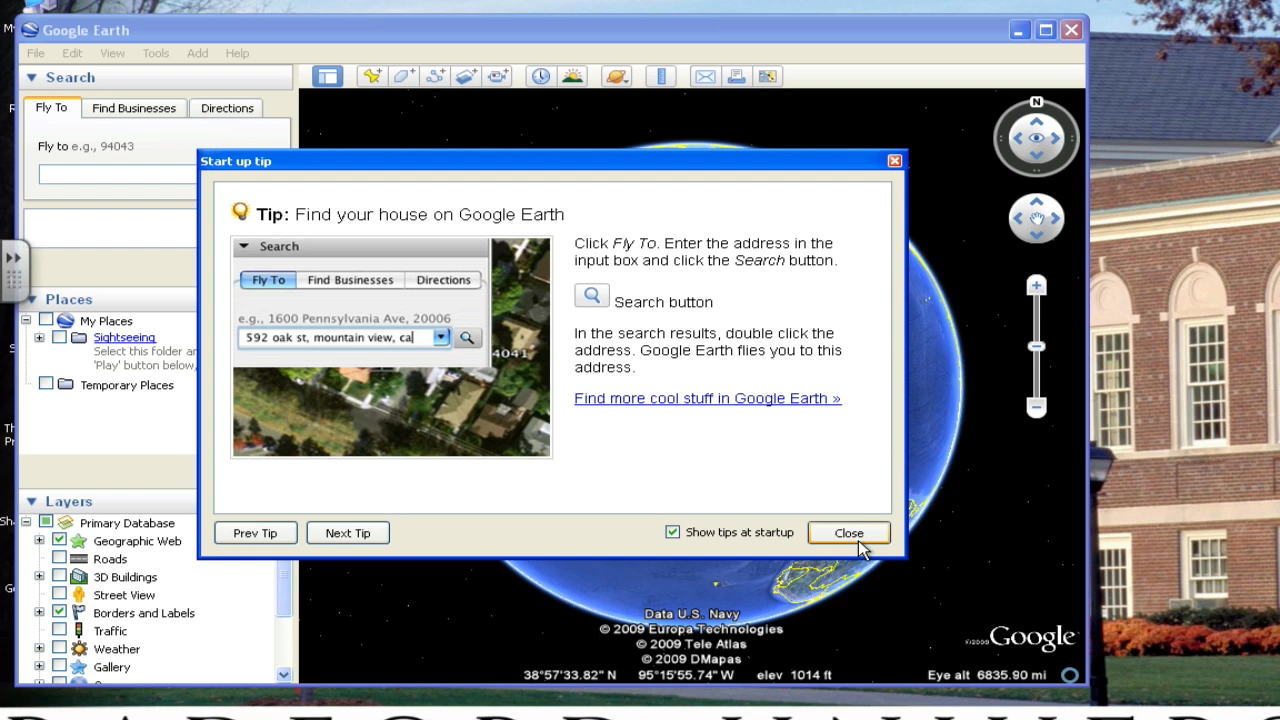 Google Earth
File Edit View Tools Add Help
Search
Fly To Find Businesses Directions
Fly to e.g., 94043
Start up tip
Tip: Find your house on Google Earth
Search
Fly To Find Businesses Directions
e.g., 1600 Pennsylvania Ave, 20006
592 oak st, mountain view, ca
4041
Click Fly To. Enter the address in the
input box and click the Search button.
Search button
In the search results, double click the
address. Google Earth flies you to this
address.
Find more cool stuff in Google Earth »
Prev Tip Next Tip Show tips at startup Close
Places
My Places
Sightseeing
Select this folder an
'Play' button below,
Temporary Places
Layers
Primary Database
Geographic Web
Roads
3D Buildings
Street View
Borders and Labels
Traffic
Weather
Gallery
N
Data U.S. Navy
© 2009 Europa Technologies
© 2009 Tele Atlas
© 2009 DMapas
©2009 Google
38°57'33.82" N 95°15'55.74" W elev 1014 ft Eye alt 6835.90 mi